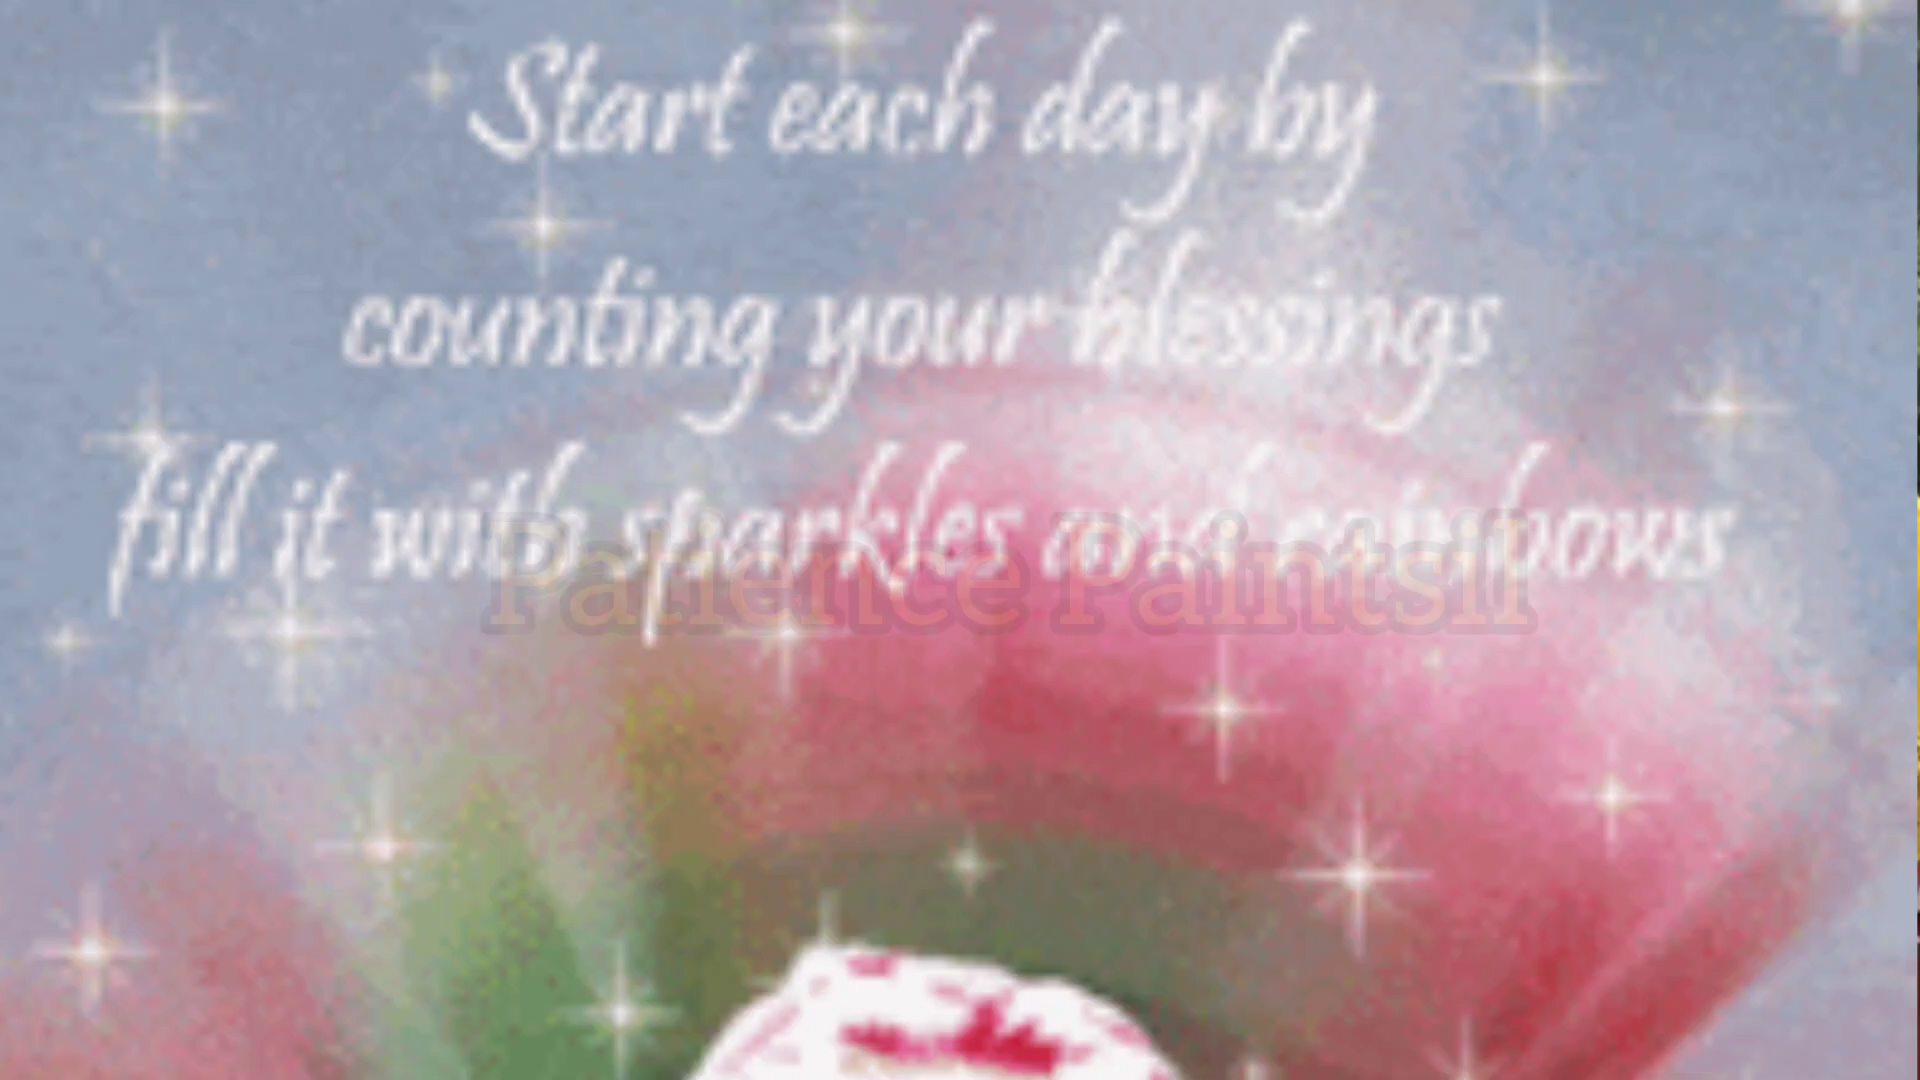 Start each day by
counting your blessings
fill it with sparkles and rainbows
Patience Paintsil